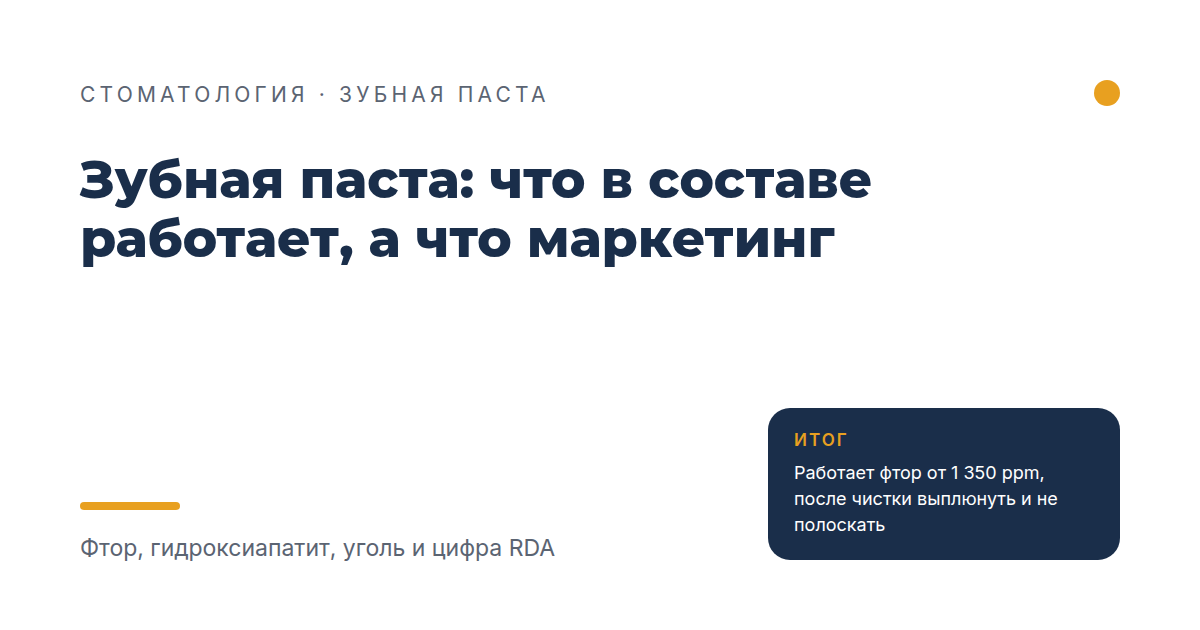 СТОМАТОЛОГИЯ · ЗУБНАЯ ПАСТА
Зубная паста: что в составе
работает, а что маркетинг
Фтор, гидроксиапатит, уголь и цифра RDA
ИТОГ
Работает фтор от 1 350 ppm,
после чистки выплюнуть и не
полоскать